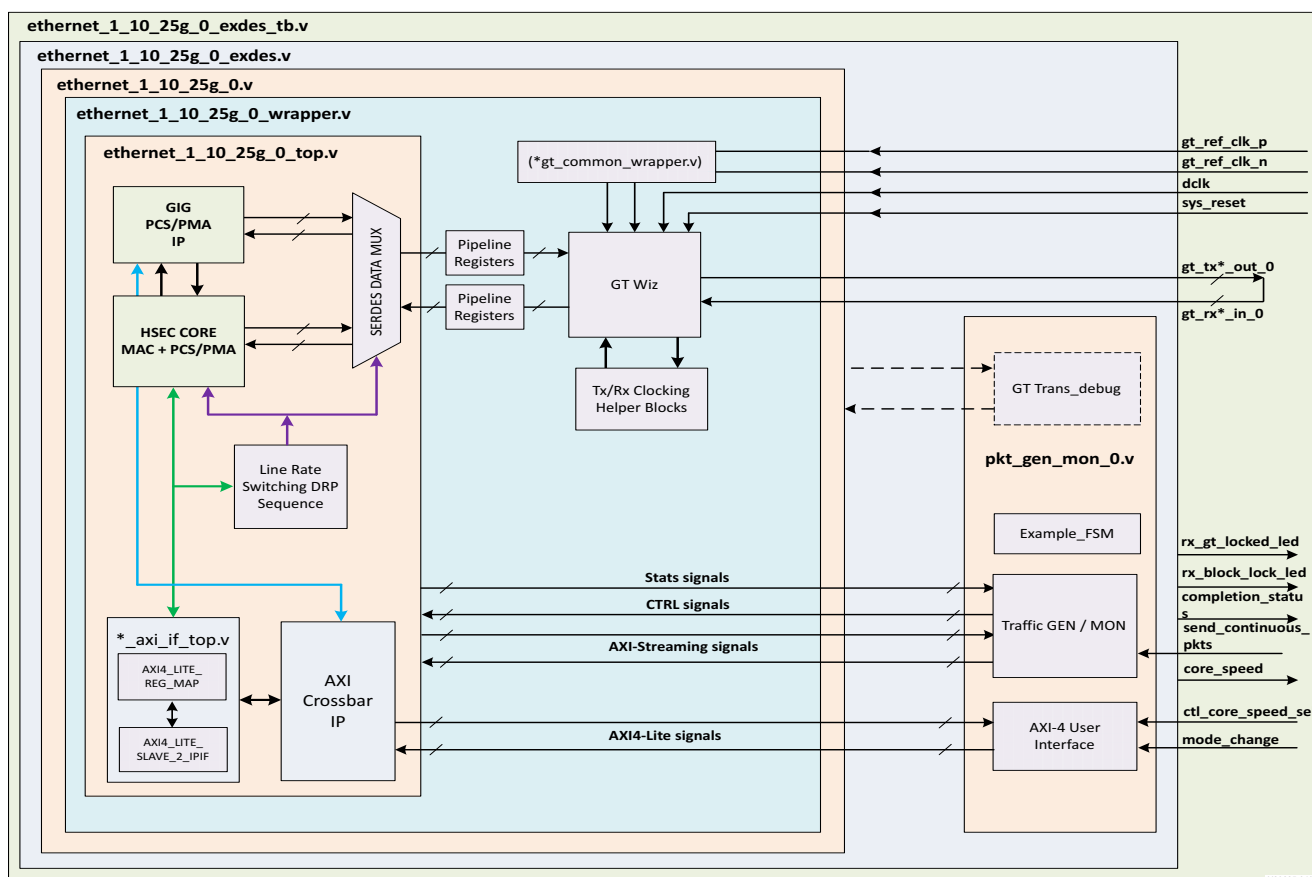 ethernet_1_10_25g_0_exdes_tb.v
ethernet_1_10_25g_0_exdes.v
ethernet_1_10_25g_0.v
ethernet_1_10_25g_0_wrapper.v
ethernet_1_10_25g_0_top.v
GIG
PCS/PMA
IP
HSEC CORE
MAC + PCS/PMA
SERDES DATA MUX
Line Rate
Switching DRP
Sequence
*_axi_if_top.v
AXI4_LITE_
REG_MAP
AXI4_LITE_
SLAVE_2_IPIF
AXI
Crossbar
IP
Pipeline
Registers
Pipeline
Registers
(*gt_common_wrapper.v)
GT Wiz
Tx/Rx Clocking
Helper Blocks
Stats signals
CTRL signals
AXI-Streaming signals
AXI4-Lite signals
GT Trans_debug
pkt_gen_mon_0.v
Example_FSM
Traffic GEN / MON
AXI-4 User
Interface
gt_ref_clk_p
gt_ref_clk_n
dclk
sys_reset
gt_tx*_out_0
gt_rx*_in_0
rx_gt_locked_led
rx_block_lock_led
completion_statu
s
send_continuous_
pkts
core_speed
ctl_core_speed_se
mode_change